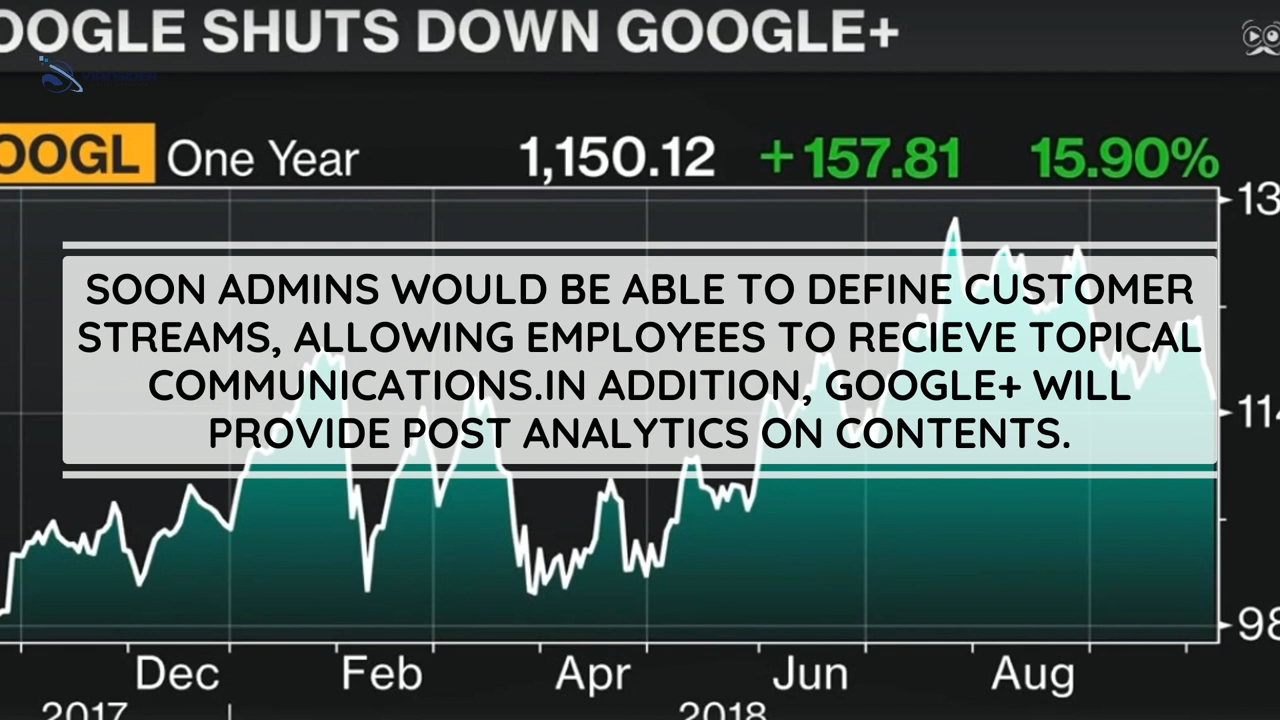 OOGLE SHUTS DOWN GOOGLE+
OOGL One Year 1,150.12 +157.81 15.90%
13
SOON ADMINS WOULD BE ABLE TO DEFINE CUSTOMER
STREAMS, ALLOWING EMPLOYEES TO RECIEVE TOPICAL
COMMUNICATIONS.IN ADDITION, GOOGLE+ WILL
PROVIDE POST ANALYTICS ON CONTENTS.
114
98
Dec Feb Apr Jun Aug
2017 2018